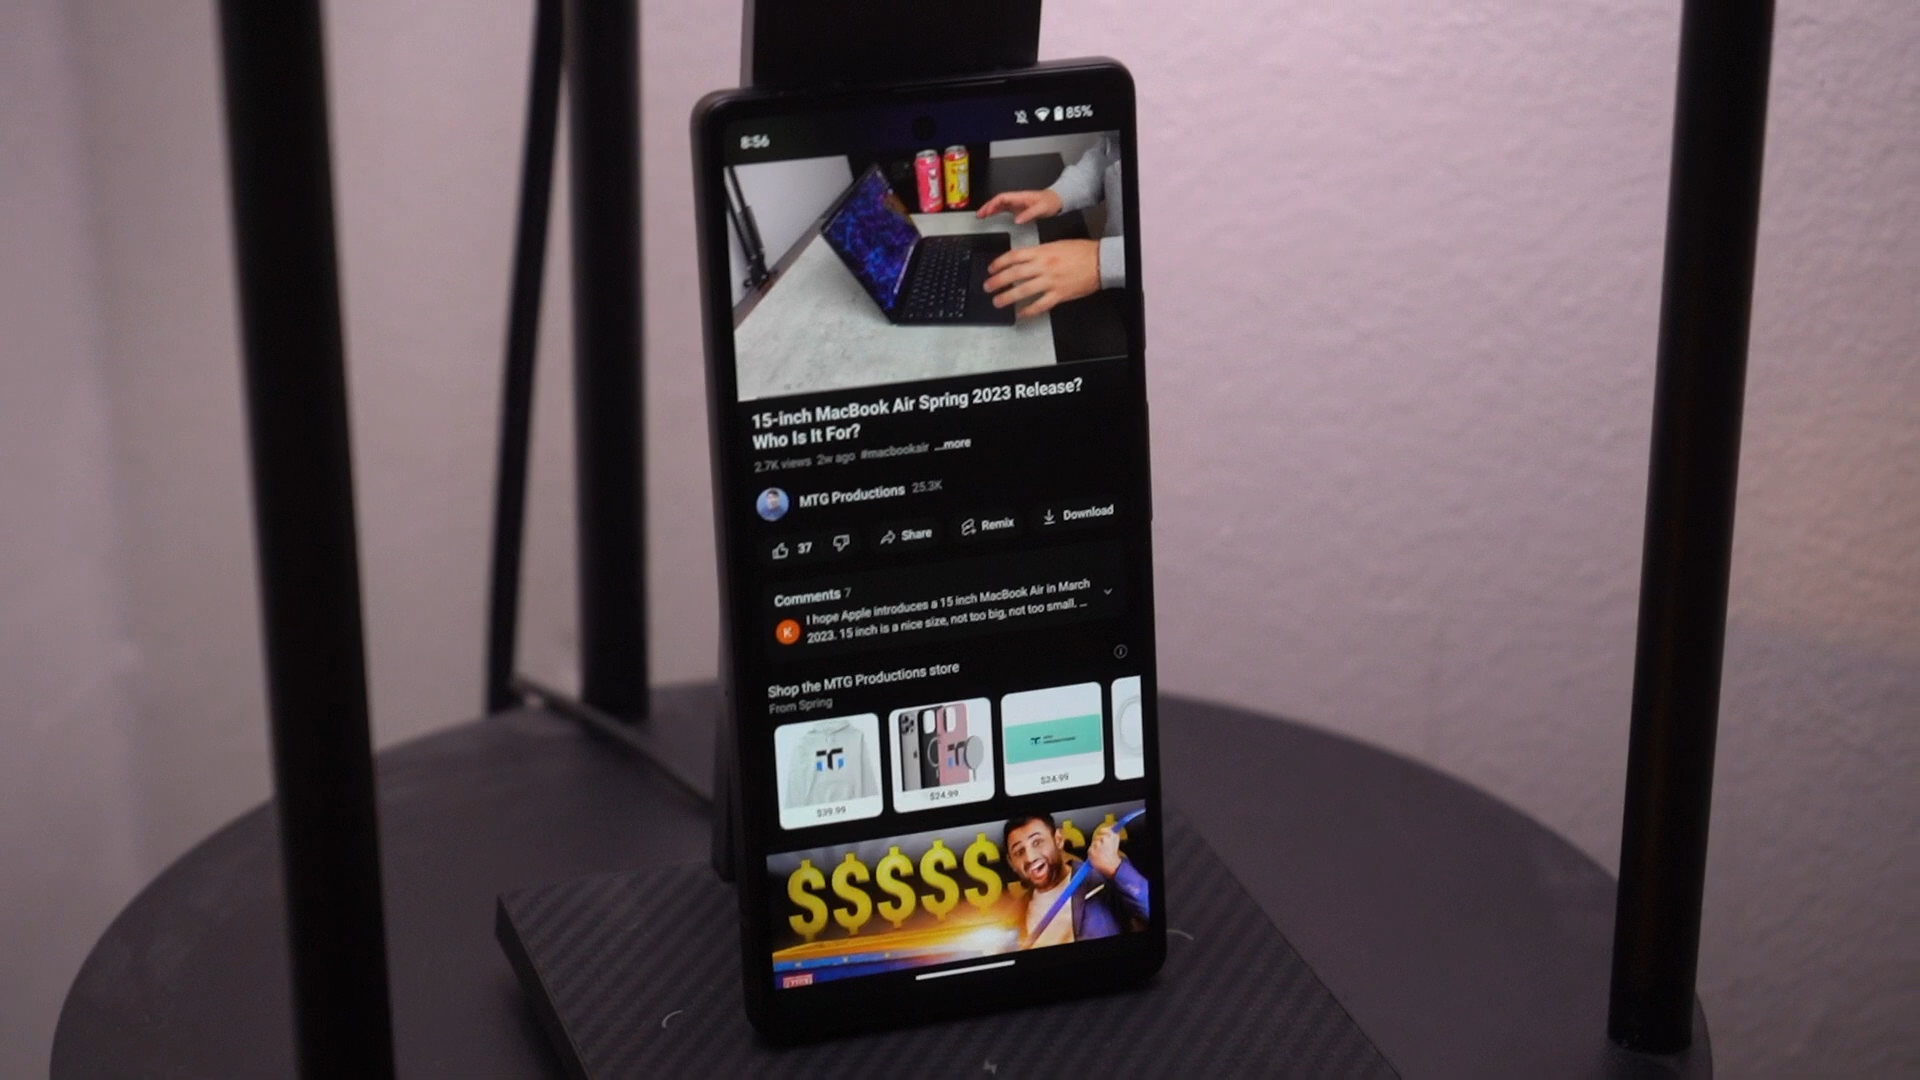 8:56
85%
15-inch MacBook Air Spring 2023 Release?
Who Is It For?
2.7K views 2w ago #macbookair ...more
MTG Productions 25.3K
37
Share
Remix
Download
Comments 7
K
I hope Apple introduces a 15 inch MacBook Air in March
2023. 15 inch is a nice size, not too big, not too small. ...
Shop the MTG Productions store
From Spring
$39.99
$24.99
$24.99
$$$$$$$